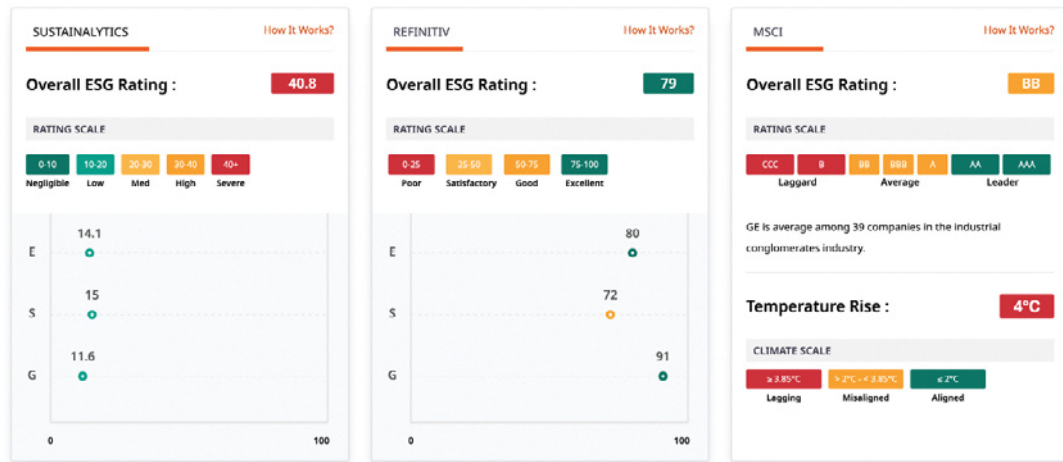 SUSTAINALYTICS How It Works?
Overall ESG Rating : 40.8
RATING SCALE
0-10 10-20 20-30 30-40 40+
Negligible Low Med High Severe
14.1
E
15
S
11.6
G
0 100
REFINITIV How It Works?
Overall ESG Rating : 79
RATING SCALE
0-25 25-50 50-75 75-100
Poor Satisfactory Good Excellent
80
E
72
S
91
G
0 100
MSCI How It Works?
Overall ESG Rating : BB
RATING SCALE
CCC B BB BBB A AA AAA
Laggard Average Leader
GE is average among 39 companies in the industrial
conglomerates industry.
Temperature Rise : 4°C
CLIMATE SCALE
≥ 3.85°C > 2°C - < 3.85°C ≤ 2°C
Lagging Misaligned Aligned